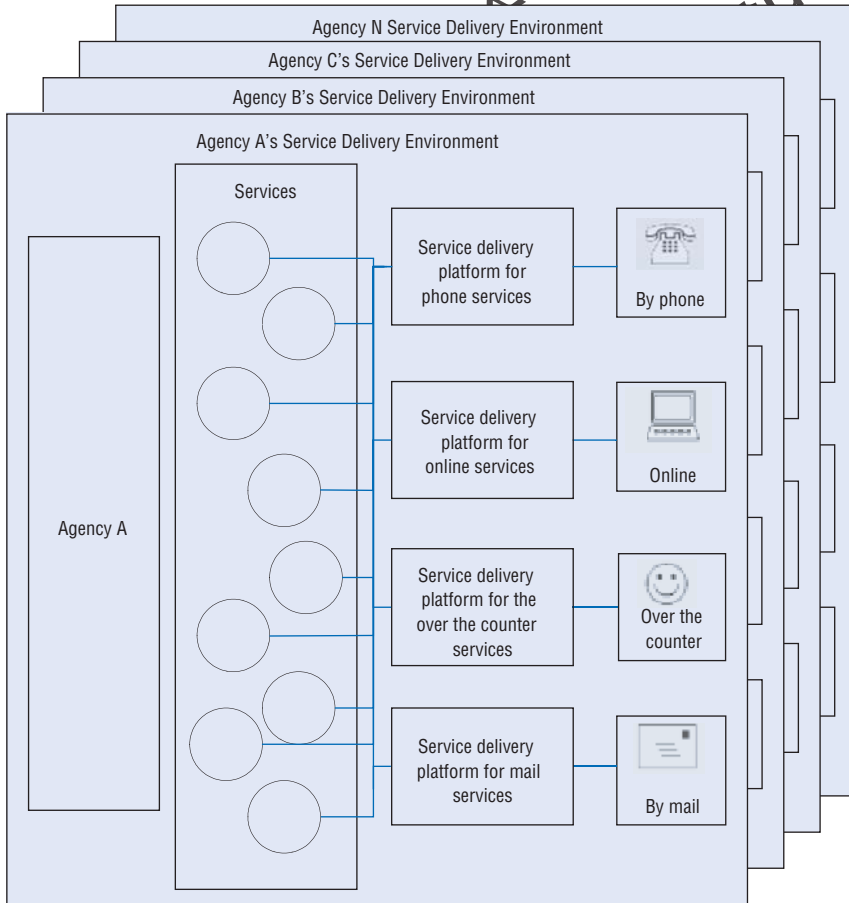 Agency N Service Delivery Environment
Agency C's Service Delivery Environment
Agency B's Service Delivery Environment
Agency A's Service Delivery Environment
Services
Agency A
Service delivery
platform for
phone services
By phone
Service delivery
platform for
online services
Online
Service delivery
platform for the
over the counter
services
Over the
counter
Service delivery
platform for mail
services
By mail